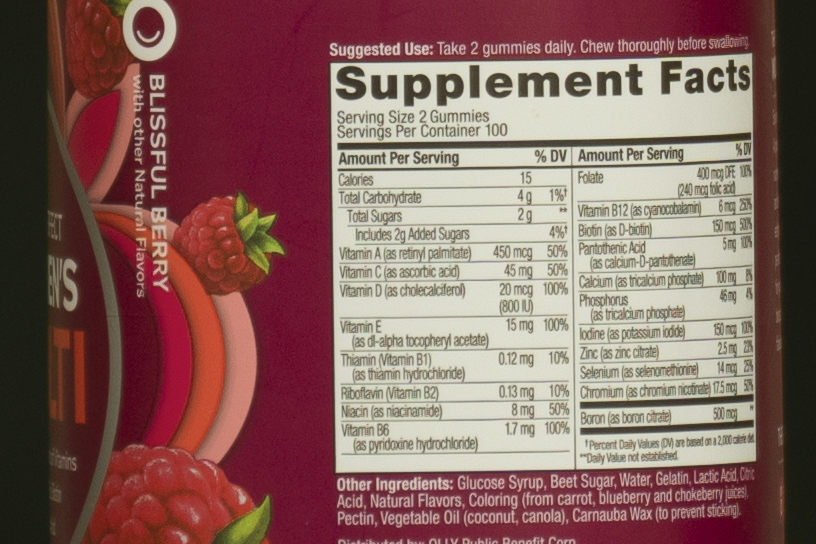 BLISSFUL BERRY
with other Natural Flavors
Suggested Use: Take 2 gummies daily. Chew thoroughly before swallowing.
Supplement Facts
Serving Size 2 Gummies
Servings Per Container 100
Amount Per Serving % DV
Calories 15
Total Carbohydrate 4 g 1%†
Total Sugars 2 g **
Includes 2g Added Sugars 4%†
Vitamin A (as retinyl palmitate) 450 mcg 50%
Vitamin C (as ascorbic acid) 45 mg 50%
Vitamin D (as cholecalciferol) 20 mcg 100%
(800 IU)
Vitamin E 15 mg 100%
(as dl-alpha tocopheryl acetate)
Thiamin (Vitamin B1) 0.12 mg 10%
(as thiamin hydrochloride)
Riboflavin (Vitamin B2) 0.13 mg 10%
Niacin (as niacinamide) 8 mg 50%
Vitamin B6 1.7 mg 100%
(as pyridoxine hydrochloride)
Amount Per Serving % DV
Folate 400 mcg DFE 100%
(240 mcg folic acid)
Vitamin B12 (as cyanocobalamin) 6 mcg 250%
Biotin (as D-biotin) 150 mcg 500%
Pantothenic Acid 5 mg 100%
(as calcium-D-pantothenate)
Calcium (as tricalcium phosphate) 100 mg 8%
Phosphorus 46 mg 4%
(as tricalcium phosphate)
Iodine (as potassium iodide) 150 mcg 100%
Zinc (as zinc citrate) 2.5 mg 23%
Selenium (as selenomethionine) 14 mcg 25%
Chromium (as chromium nicotinate) 17.5 mcg 50%
Boron (as boron citrate) 500 mcg **
†Percent Daily Values (DV) are based on a 2,000 calorie diet.
**Daily Value not established.
Other Ingredients: Glucose Syrup, Beet Sugar, Water, Gelatin, Lactic Acid, Citric
Acid, Natural Flavors, Coloring (from carrot, blueberry and chokeberry juices),
Pectin, Vegetable Oil (coconut, canola), Carnauba Wax (to prevent sticking).
Distributed by: OLLY Public Benefit Corp.